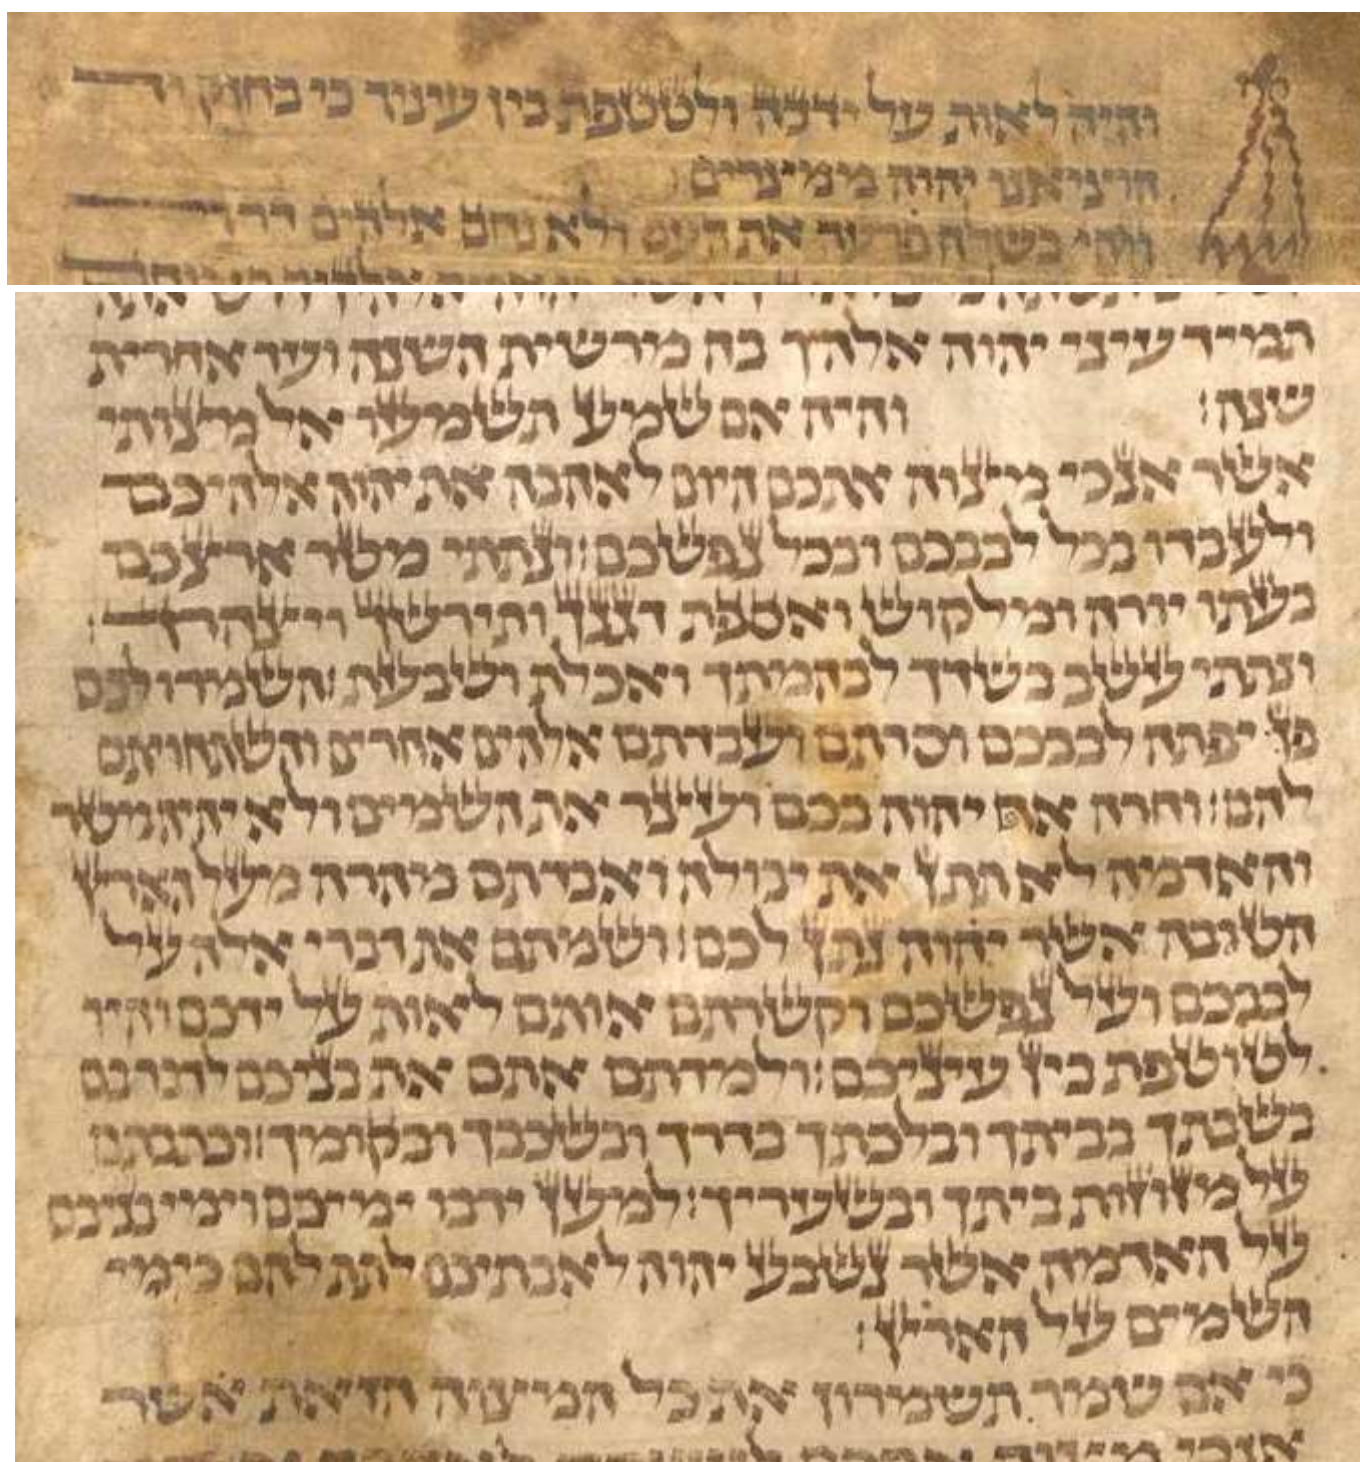 והיה לאות על ידכה ולטטפת בין עיניך כי בחזק יד
הוציאנו יהוה ממצרים
ויהי בשלח פרעה את העם ולא נחם אלהים דרך
תמיד עיני יהוה אלהיך בה מרשית השנה ועד אחרית
שנה: והיה אם שמע תשמעו אל מצותי
אשר אנכי מצוה אתכם היום לאהבה את יהוה אלהיכם
ולעבדו בכל לבבכם ובכל נפשכם: ונתתי מטר ארצכם
בעתו יורה ומלקוש ואספת דגנך ותירשך ויצהרך:
ונתתי עשב בשדך לבהמתך ואכלת ושבעת: השמרו לכם
פן יפתה לבבכם וסרתם ועבדתם אלהים אחרים והשתחויתם
להם: וחרה אף יהוה בכם ועצר את השמים ולא יהיה מטר
והאדמה לא תתן את יבולה ואבדתם מהרה מעל הארץ
הטובה אשר יהוה נתן לכם: ושמתם את דברי אלה על
לבבכם ועל נפשכם וקשרתם אותם לאות על ידכם והיו
לטוטפת בין עיניכם: ולמדתם אתם את בניכם לדבר בם
בשבתך בביתך ובלכתך בדרך ובשכבך ובקומך: וכתבתם
על מזוזות ביתך ובשעריך: למען ירבו ימיכם וימי בניכם
על האדמה אשר נשבע יהוה לאבתיכם לתת להם כימי
השמים על הארץ:
כי אם שמר תשמרון את כל המצוה הזאת אשר